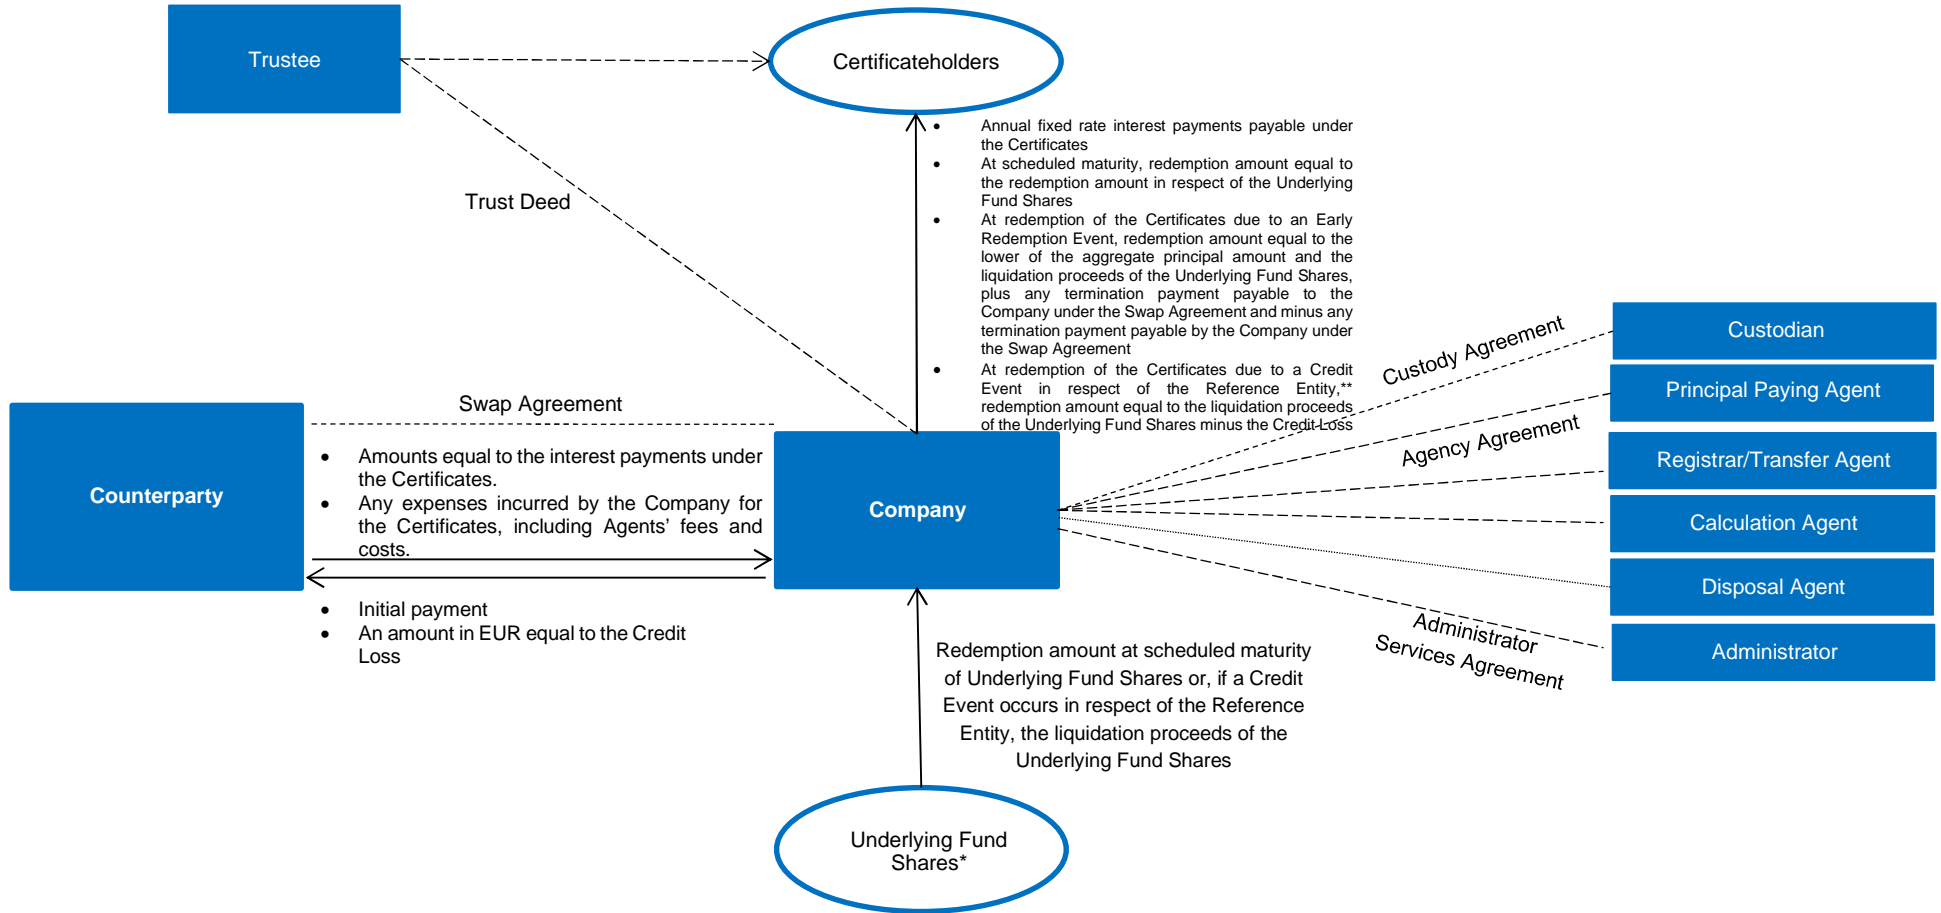 Trustee
Certificateholders
Trust Deed
• Annual fixed rate interest payments payable under
the Certificates
• At scheduled maturity, redemption amount equal to
the redemption amount in respect of the Underlying
Fund Shares
• At redemption of the Certificates due to an Early
Redemption Event, redemption amount equal to the
lower of the aggregate principal amount and the
liquidation proceeds of the Underlying Fund Shares,
plus any termination payment payable to the
Company under the Swap Agreement and minus any
termination payment payable by the Company under
the Swap Agreement
• At redemption of the Certificates due to a Credit
Event in respect of the Reference Entity,**
redemption amount equal to the liquidation proceeds
of the Underlying Fund Shares minus the Credit Loss
Swap Agreement
Counterparty
• Amounts equal to the interest payments under
the Certificates.
• Any expenses incurred by the Company for
the Certificates, including Agents’ fees and
costs.
• Initial payment
• An amount in EUR equal to the Credit
Loss
Company
Custody Agreement
Agency Agreement
Administrator
Services Agreement
Custodian
Principal Paying Agent
Registrar/Transfer Agent
Calculation Agent
Disposal Agent
Administrator
Redemption amount at scheduled maturity
of Underlying Fund Shares or, if a Credit
Event occurs in respect of the Reference
Entity, the liquidation proceeds of the
Underlying Fund Shares
Underlying Fund
Shares*